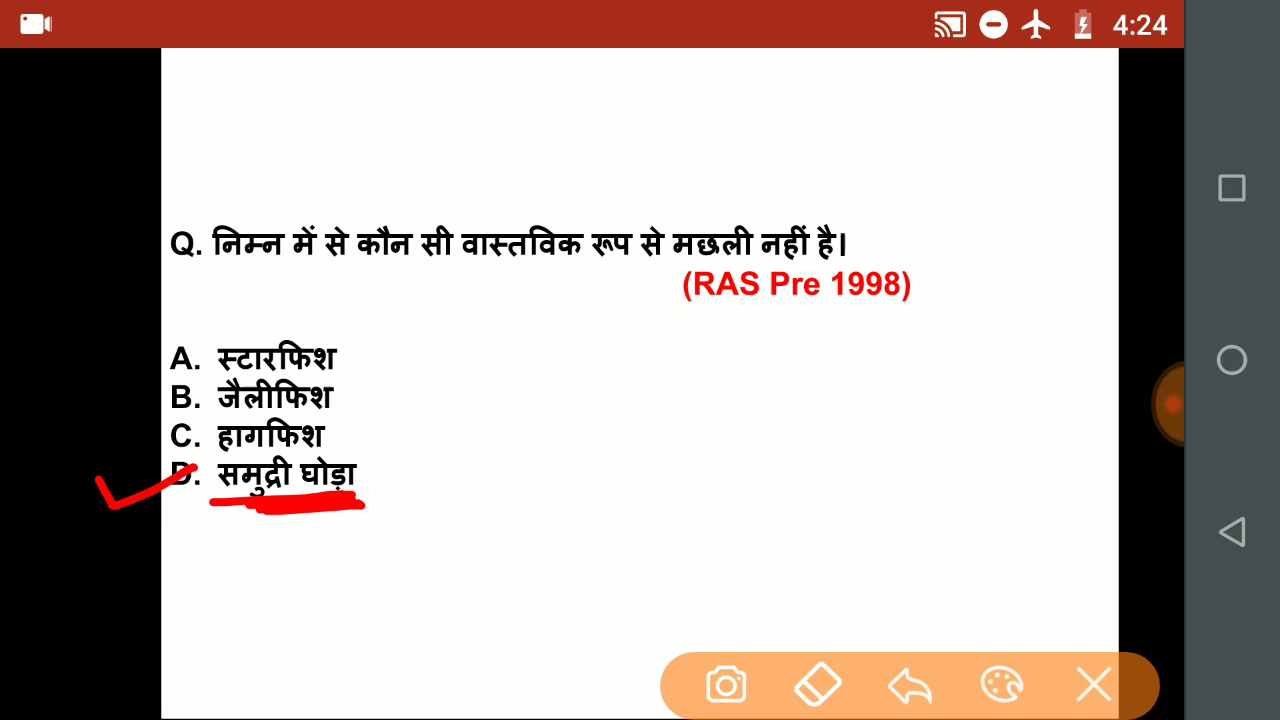 4:24
Q. निम्न में से कौन सी वास्तविक रूप से मछली नहीं है।
(RAS Pre 1998)
A. स्टारफिश
B. जैलीफिश
C. हागफिश
D. समुद्री घोड़ा